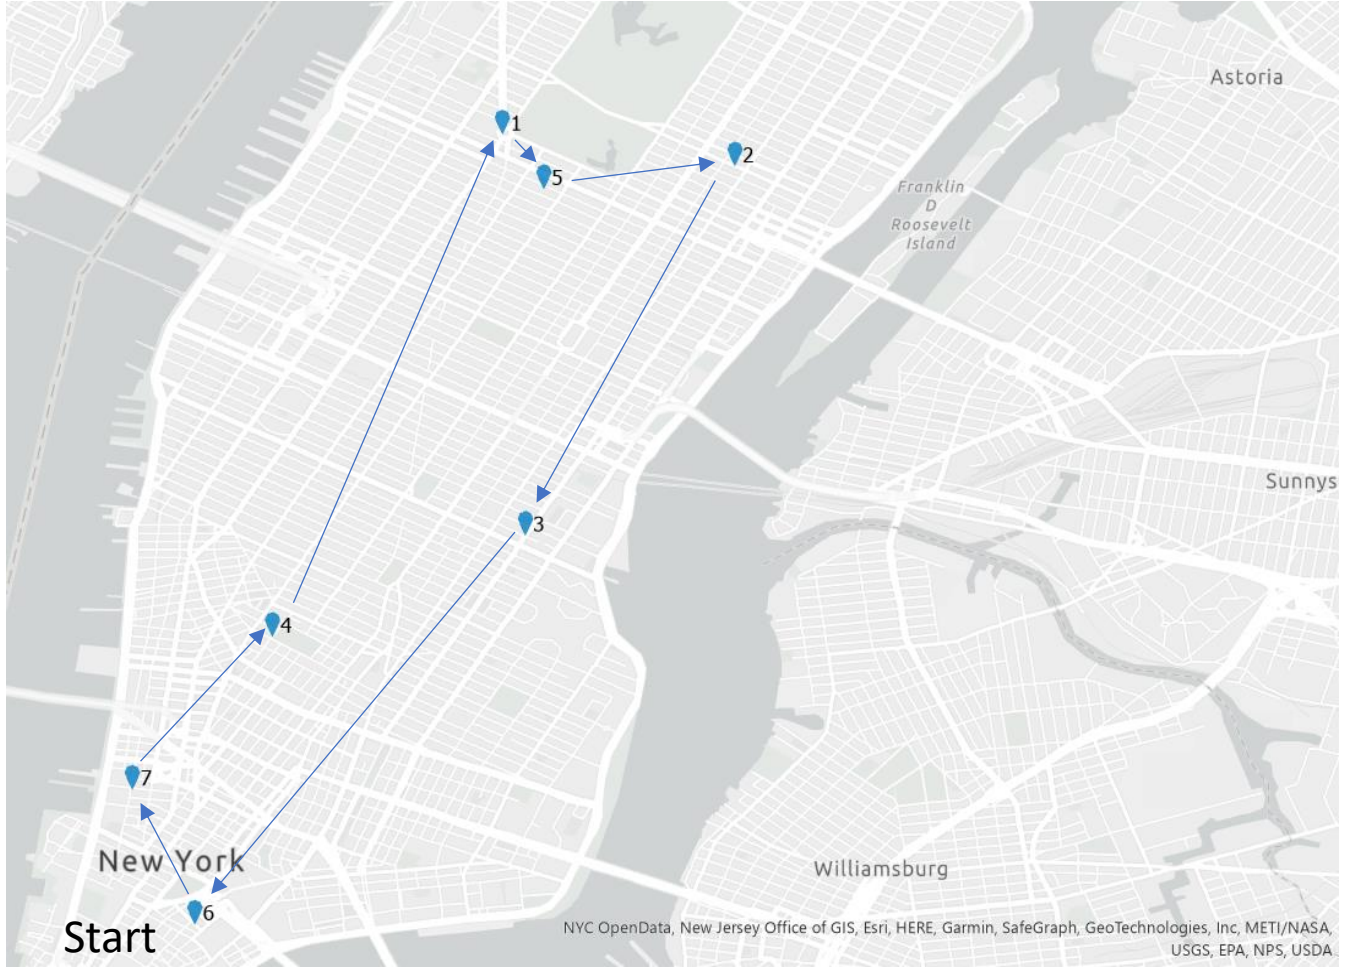 Astoria
1
5
2
Franklin
D
Roosevelt
Island
Sunnys
3
4
7
New York
Williamsburg
6
Start
NYC OpenData, New Jersey Office of GIS, Esri, HERE, Garmin, SafeGraph, GeoTechnologies, Inc, METI/NASA,
USGS, EPA, NPS, USDA